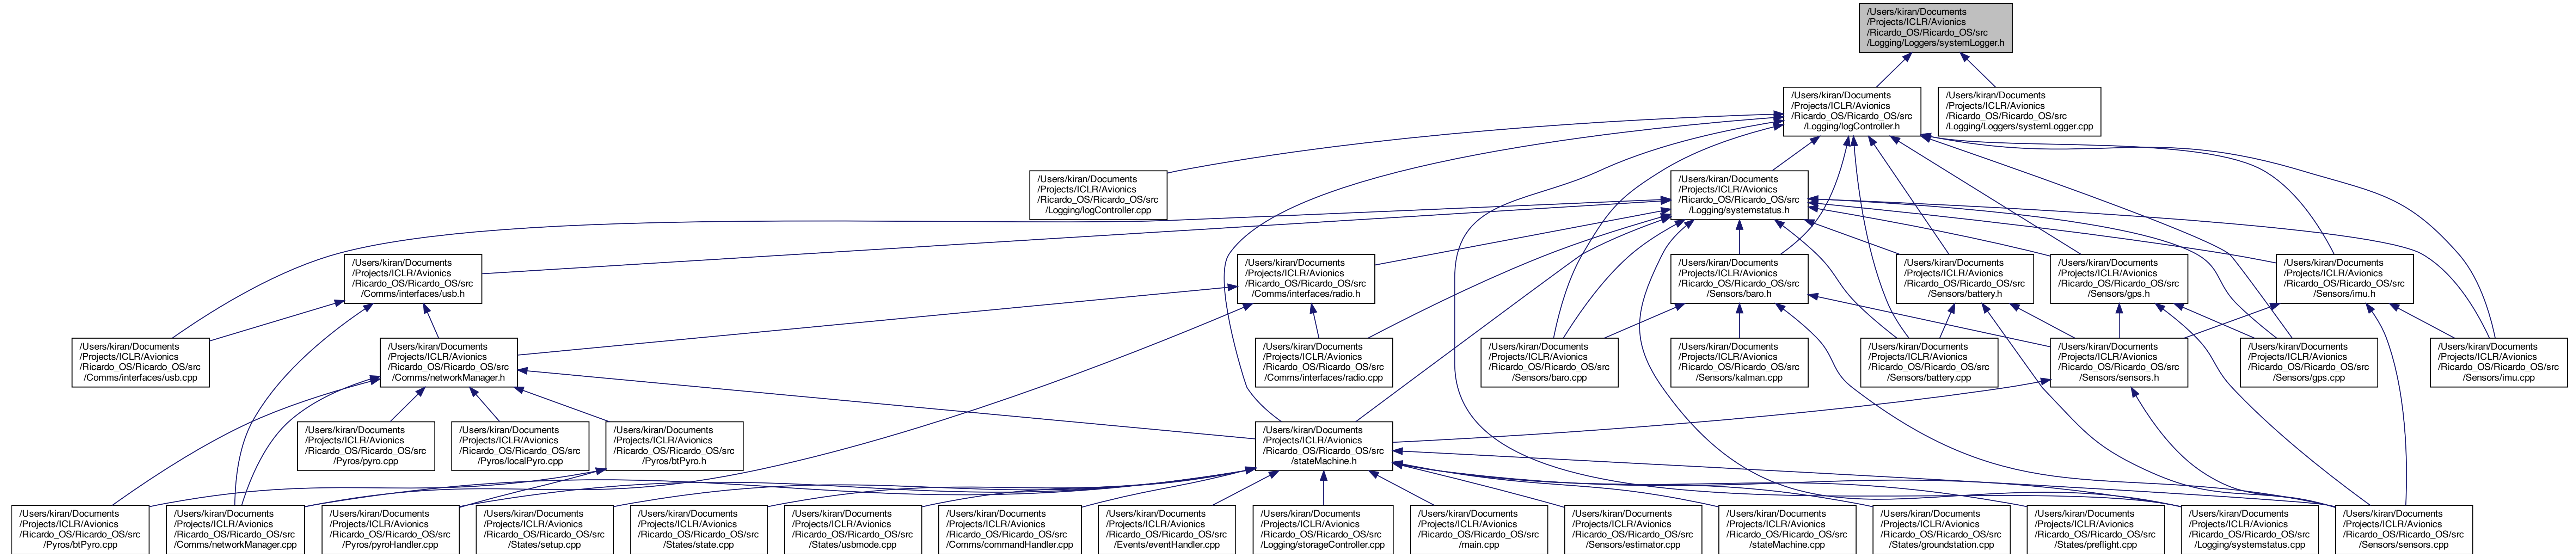 /Users/kiran/Documents
/Projects/ICLR/Avionics
/Ricardo_OS/Ricardo_OS/src
/Logging/Loggers/systemLogger.h
/Users/kiran/Documents
/Projects/ICLR/Avionics
/Ricardo_OS/Ricardo_OS/src
/Logging/logController.h
/Users/kiran/Documents
/Projects/ICLR/Avionics
/Ricardo_OS/Ricardo_OS/src
/Logging/Loggers/systemLogger.cpp
/Users/kiran/Documents
/Projects/ICLR/Avionics
/Ricardo_OS/Ricardo_OS/src
/Logging/logController.cpp
/Users/kiran/Documents
/Projects/ICLR/Avionics
/Ricardo_OS/Ricardo_OS/src
/Logging/systemstatus.h
/Users/kiran/Documents
/Projects/ICLR/Avionics
/Ricardo_OS/Ricardo_OS/src
/Comms/interfaces/usb.h
/Users/kiran/Documents
/Projects/ICLR/Avionics
/Ricardo_OS/Ricardo_OS/src
/Comms/interfaces/radio.h
/Users/kiran/Documents
/Projects/ICLR/Avionics
/Ricardo_OS/Ricardo_OS/src
/Sensors/baro.h
/Users/kiran/Documents
/Projects/ICLR/Avionics
/Ricardo_OS/Ricardo_OS/src
/Sensors/battery.h
/Users/kiran/Documents
/Projects/ICLR/Avionics
/Ricardo_OS/Ricardo_OS/src
/Sensors/gps.h
/Users/kiran/Documents
/Projects/ICLR/Avionics
/Ricardo_OS/Ricardo_OS/src
/Sensors/imu.h
/Users/kiran/Documents
/Projects/ICLR/Avionics
/Ricardo_OS/Ricardo_OS/src
/Comms/interfaces/usb.cpp
/Users/kiran/Documents
/Projects/ICLR/Avionics
/Ricardo_OS/Ricardo_OS/src
/Comms/networkManager.h
/Users/kiran/Documents
/Projects/ICLR/Avionics
/Ricardo_OS/Ricardo_OS/src
/Comms/interfaces/radio.cpp
/Users/kiran/Documents
/Projects/ICLR/Avionics
/Ricardo_OS/Ricardo_OS/src
/Sensors/baro.cpp
/Users/kiran/Documents
/Projects/ICLR/Avionics
/Ricardo_OS/Ricardo_OS/src
/Sensors/kalman.cpp
/Users/kiran/Documents
/Projects/ICLR/Avionics
/Ricardo_OS/Ricardo_OS/src
/Sensors/battery.cpp
/Users/kiran/Documents
/Projects/ICLR/Avionics
/Ricardo_OS/Ricardo_OS/src
/Sensors/sensors.h
/Users/kiran/Documents
/Projects/ICLR/Avionics
/Ricardo_OS/Ricardo_OS/src
/Sensors/gps.cpp
/Users/kiran/Documents
/Projects/ICLR/Avionics
/Ricardo_OS/Ricardo_OS/src
/Sensors/imu.cpp
/Users/kiran/Documents
/Projects/ICLR/Avionics
/Ricardo_OS/Ricardo_OS/src
/Pyros/pyro.cpp
/Users/kiran/Documents
/Projects/ICLR/Avionics
/Ricardo_OS/Ricardo_OS/src
/Pyros/localPyro.cpp
/Users/kiran/Documents
/Projects/ICLR/Avionics
/Ricardo_OS/Ricardo_OS/src
/Pyros/btPyro.h
/Users/kiran/Documents
/Projects/ICLR/Avionics
/Ricardo_OS/Ricardo_OS/src
/stateMachine.h
/Users/kiran/Documents
/Projects/ICLR/Avionics
/Ricardo_OS/Ricardo_OS/src
/Pyros/btPyro.cpp
/Users/kiran/Documents
/Projects/ICLR/Avionics
/Ricardo_OS/Ricardo_OS/src
/Comms/networkManager.cpp
/Users/kiran/Documents
/Projects/ICLR/Avionics
/Ricardo_OS/Ricardo_OS/src
/Pyros/pyroHandler.cpp
/Users/kiran/Documents
/Projects/ICLR/Avionics
/Ricardo_OS/Ricardo_OS/src
/States/setup.cpp
/Users/kiran/Documents
/Projects/ICLR/Avionics
/Ricardo_OS/Ricardo_OS/src
/States/state.cpp
/Users/kiran/Documents
/Projects/ICLR/Avionics
/Ricardo_OS/Ricardo_OS/src
/States/usbmode.cpp
/Users/kiran/Documents
/Projects/ICLR/Avionics
/Ricardo_OS/Ricardo_OS/src
/Comms/commandHandler.cpp
/Users/kiran/Documents
/Projects/ICLR/Avionics
/Ricardo_OS/Ricardo_OS/src
/Events/eventHandler.cpp
/Users/kiran/Documents
/Projects/ICLR/Avionics
/Ricardo_OS/Ricardo_OS/src
/Logging/storageController.cpp
/Users/kiran/Documents
/Projects/ICLR/Avionics
/Ricardo_OS/Ricardo_OS/src
/main.cpp
/Users/kiran/Documents
/Projects/ICLR/Avionics
/Ricardo_OS/Ricardo_OS/src
/Sensors/estimator.cpp
/Users/kiran/Documents
/Projects/ICLR/Avionics
/Ricardo_OS/Ricardo_OS/src
/stateMachine.cpp
/Users/kiran/Documents
/Projects/ICLR/Avionics
/Ricardo_OS/Ricardo_OS/src
/States/groundstation.cpp
/Users/kiran/Documents
/Projects/ICLR/Avionics
/Ricardo_OS/Ricardo_OS/src
/States/preflight.cpp
/Users/kiran/Documents
/Projects/ICLR/Avionics
/Ricardo_OS/Ricardo_OS/src
/Logging/systemstatus.cpp
/Users/kiran/Documents
/Projects/ICLR/Avionics
/Ricardo_OS/Ricardo_OS/src
/Sensors/sensors.cpp